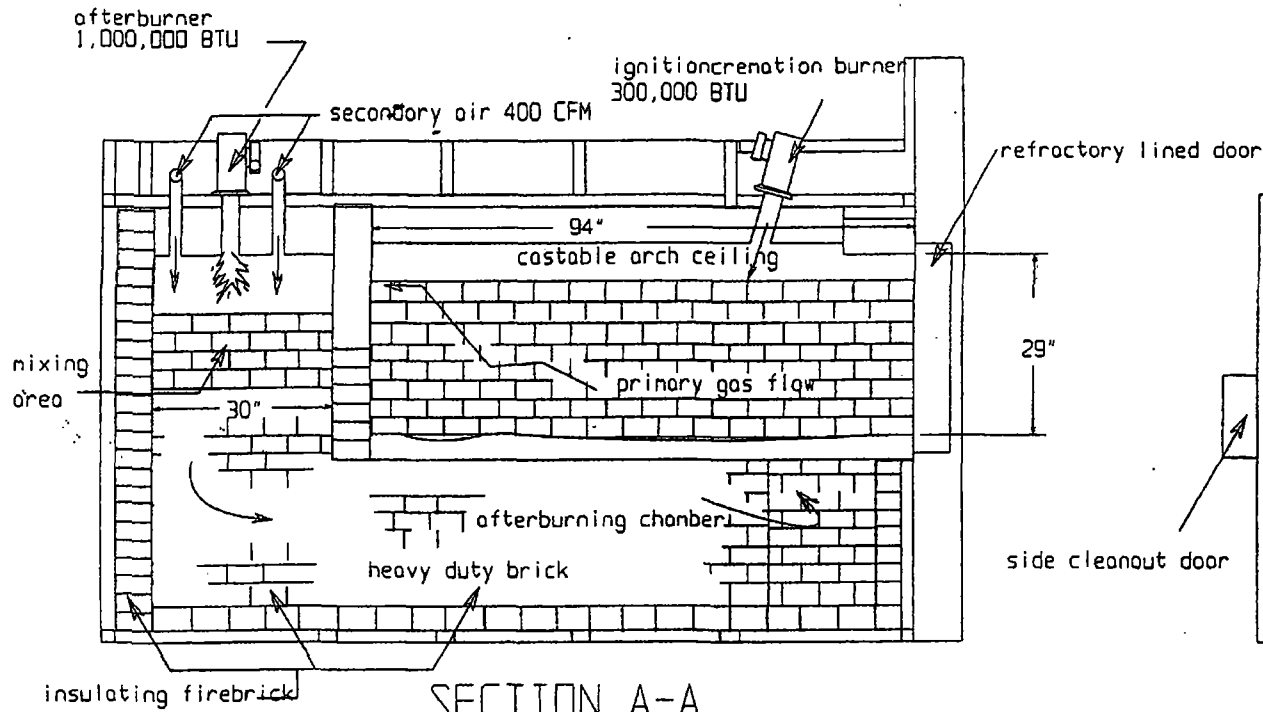 afterburner
1,000,000 BTU
ignitioncremation burner
300,000 BTU
secondary air 400 CFM
refractory lined door
94"
castable arch ceiling
29"
mixing
area
primary gas flow
30"
afterburning chamber
side cleanout door
heavy duty brick
insulating firebrick
SECTION A-A